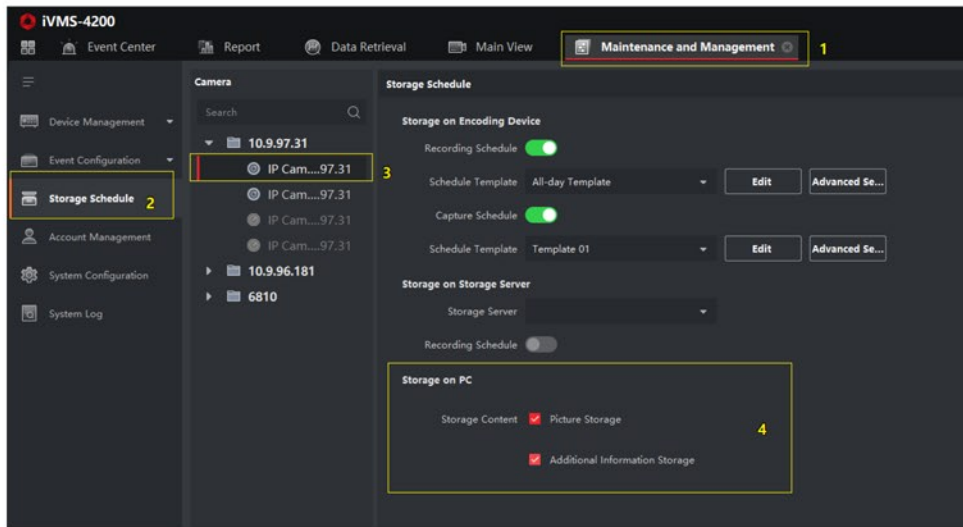 iVMS-4200
Event Center Report Data Retrieval Main View Maintenance and Management 1
Device Management
Event Configuration
Storage Schedule 2
Account Management
System Configuration
System Log
Camera
Search
10.9.97.31
IP Cam....97.31 3
IP Cam....97.31
IP Cam....97.31
IP Cam....97.31
10.9.96.181
6810
Storage Schedule
Storage on Encoding Device
Recording Schedule
Schedule Template All-day Template Edit Advanced Se...
Capture Schedule
Schedule Template Template 01 Edit Advanced Se...
Storage on Storage Server
Storage Server
Recording Schedule
Storage on PC
Storage Content Picture Storage 4
Additional Information Storage